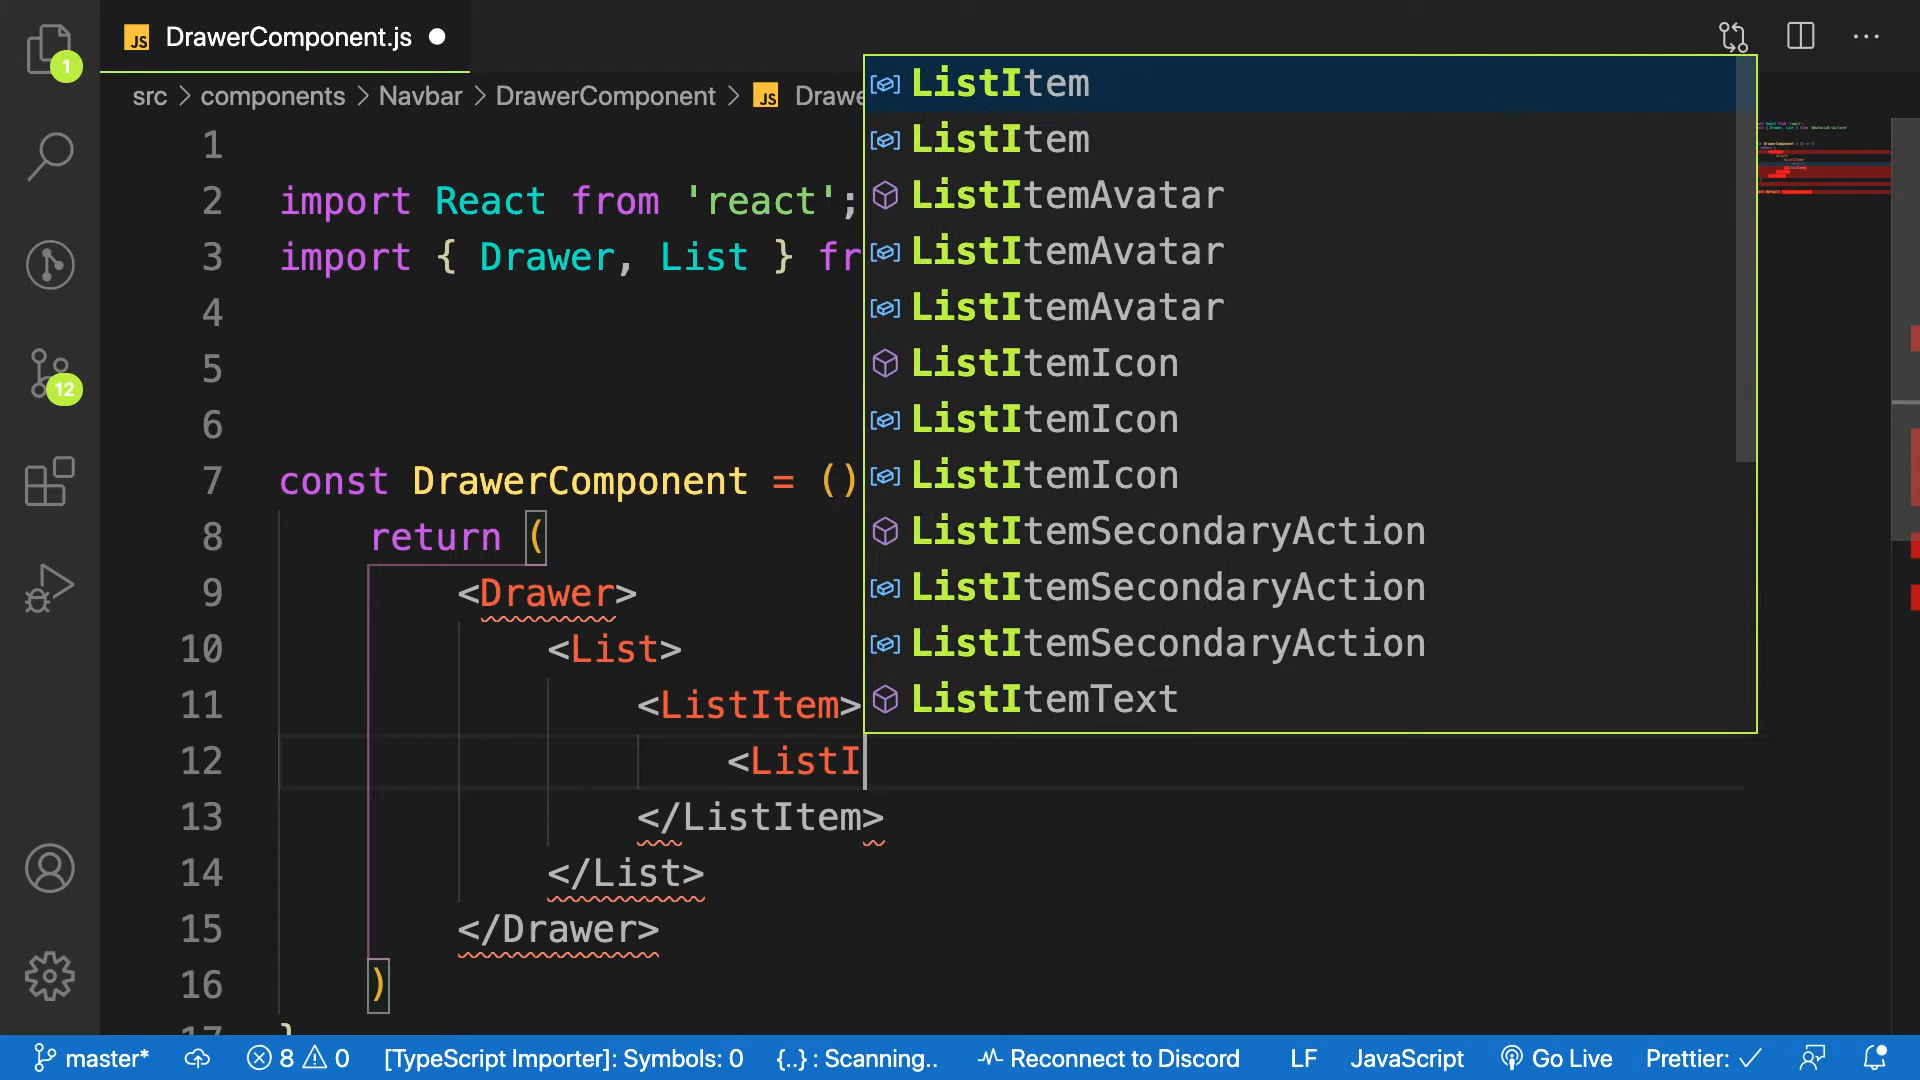 JS DrawerComponent.js
1
src > components > Navbar > DrawerComponent > JS Drawe
1
2 import React from 'react';
3 import { Drawer, List } fr
4
5
6
7 const DrawerComponent = ()
8 return (
9 <Drawer>
10 <List>
11 <ListItem>
12 <ListI
13 </ListItem>
14 </List>
15 </Drawer>
16 )
17 }
ListItem
ListItem
ListItemAvatar
ListItemAvatar
ListItemAvatar
ListItemIcon
ListItemIcon
ListItemIcon
ListItemSecondaryAction
ListItemSecondaryAction
ListItemSecondaryAction
ListItemText
12
master* 8 0 [TypeScript Importer]: Symbols: 0 {..} : Scanning.. Reconnect to Discord LF JavaScript Go Live Prettier: ✓